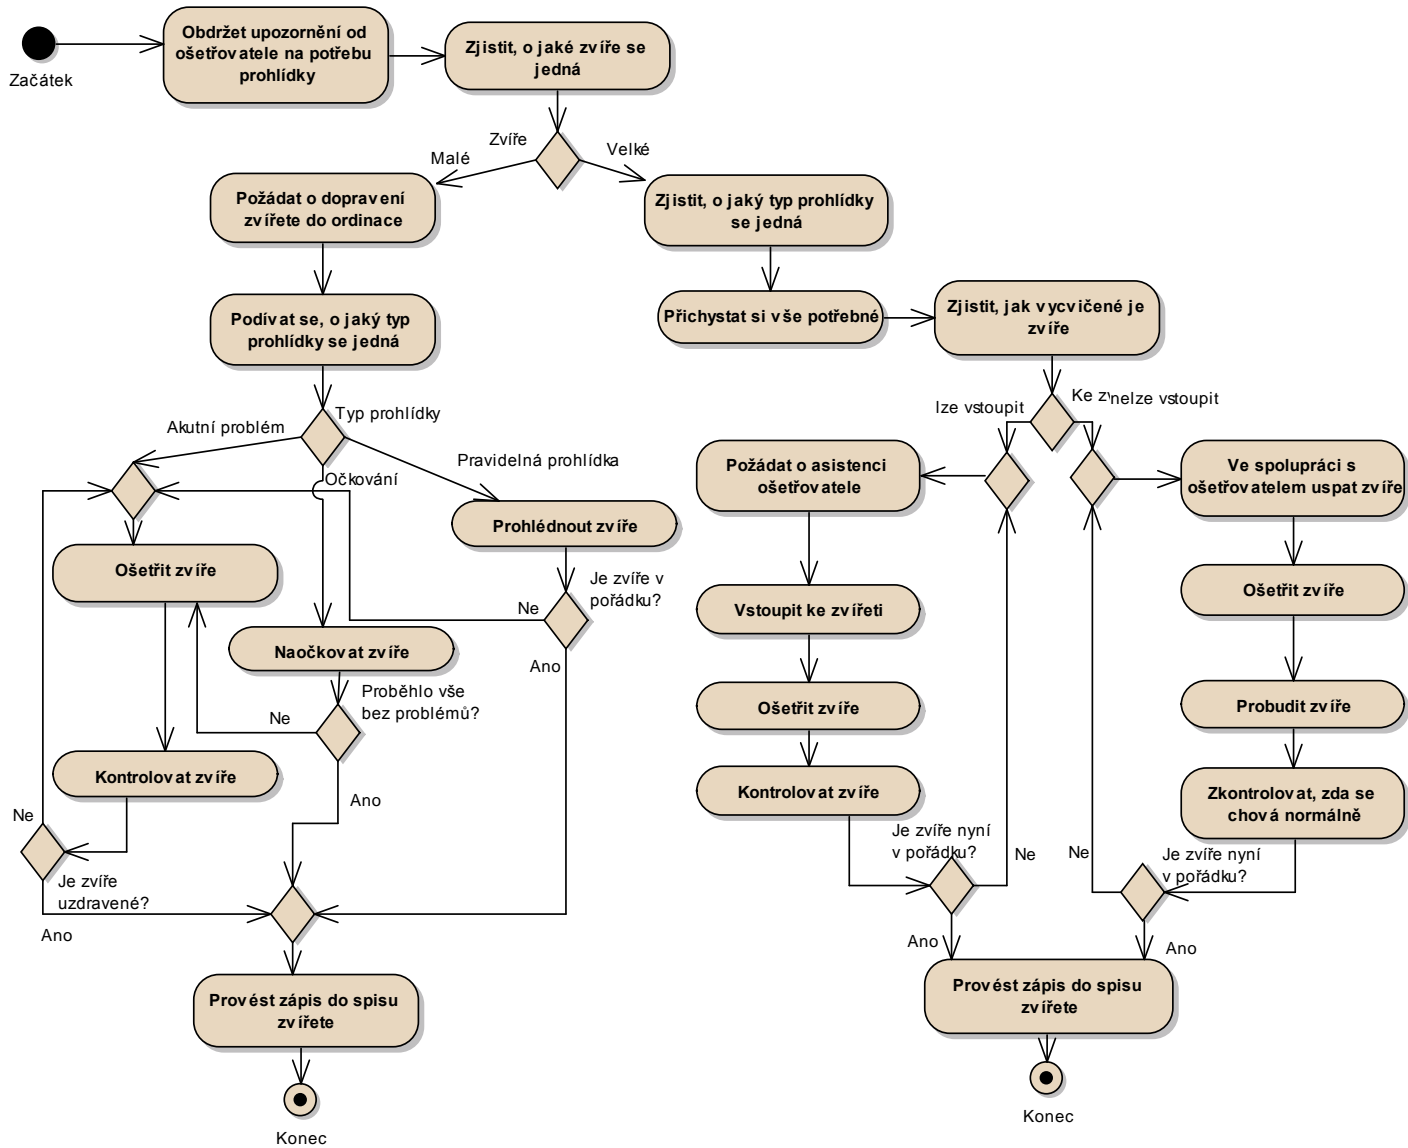 Začátek
Obdržet upozornění od
ošetřovatele na potřebu
prohlídky
Zjistit, o jaké zvíře se
jedná
Zvíře
Malé
Velké
Požádat o dopravení
zvířete do ordinace
Zjistit, o jaký typ prohlídky
se jedná
Podívat se, o jaký typ
prohlídky se jedná
Přichystat si vše potřebné
Zjistit, jak vycvičené je
zvíře
Typ prohlídky
Akutní problém
Očkování
Pravidelná prohlídka
lze vstoupit
Ke
nelze vstoupit
Prohlédnout zvíře
Požádat o asistenci
ošetřovatele
Ve spolupráci s
ošetřovatelem uspat zvíře
Ošetřit zvíře
Je zvíře v
pořádku?
Ne
Ano
Vstoupit ke zvířeti
Ošetřit zvíře
Naočkovat zvíře
Proběhlo vše
bez problémů?
Ne
Ano
Ošetřit zvíře
Probudit zvíře
Kontrolovat zvíře
Kontrolovat zvíře
Zkontrolovat, zda se
chová normálně
Ne
Je zvíře
uzdravené?
Ano
Je zvíře nyní
v pořádku?
Ne
Ano
Ne
Je zvíře nyní
v pořádku?
Ano
Provést zápis do spisu
zvířete
Provést zápis do spisu
zvířete
Konec
Konec